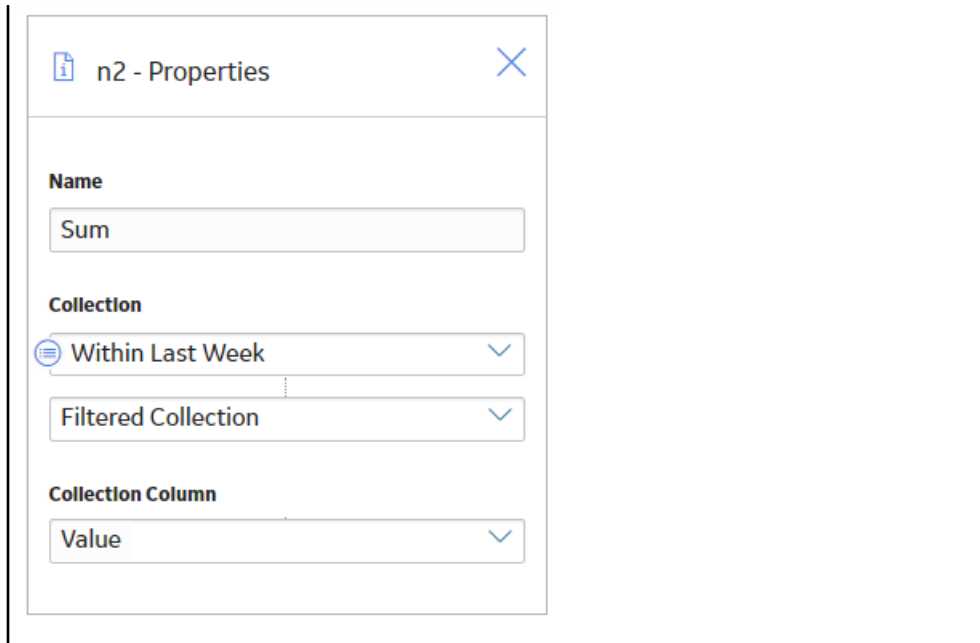 n2 - Properties
Name
Sum
Collection
Within Last Week
Filtered Collection
Collection Column
Value